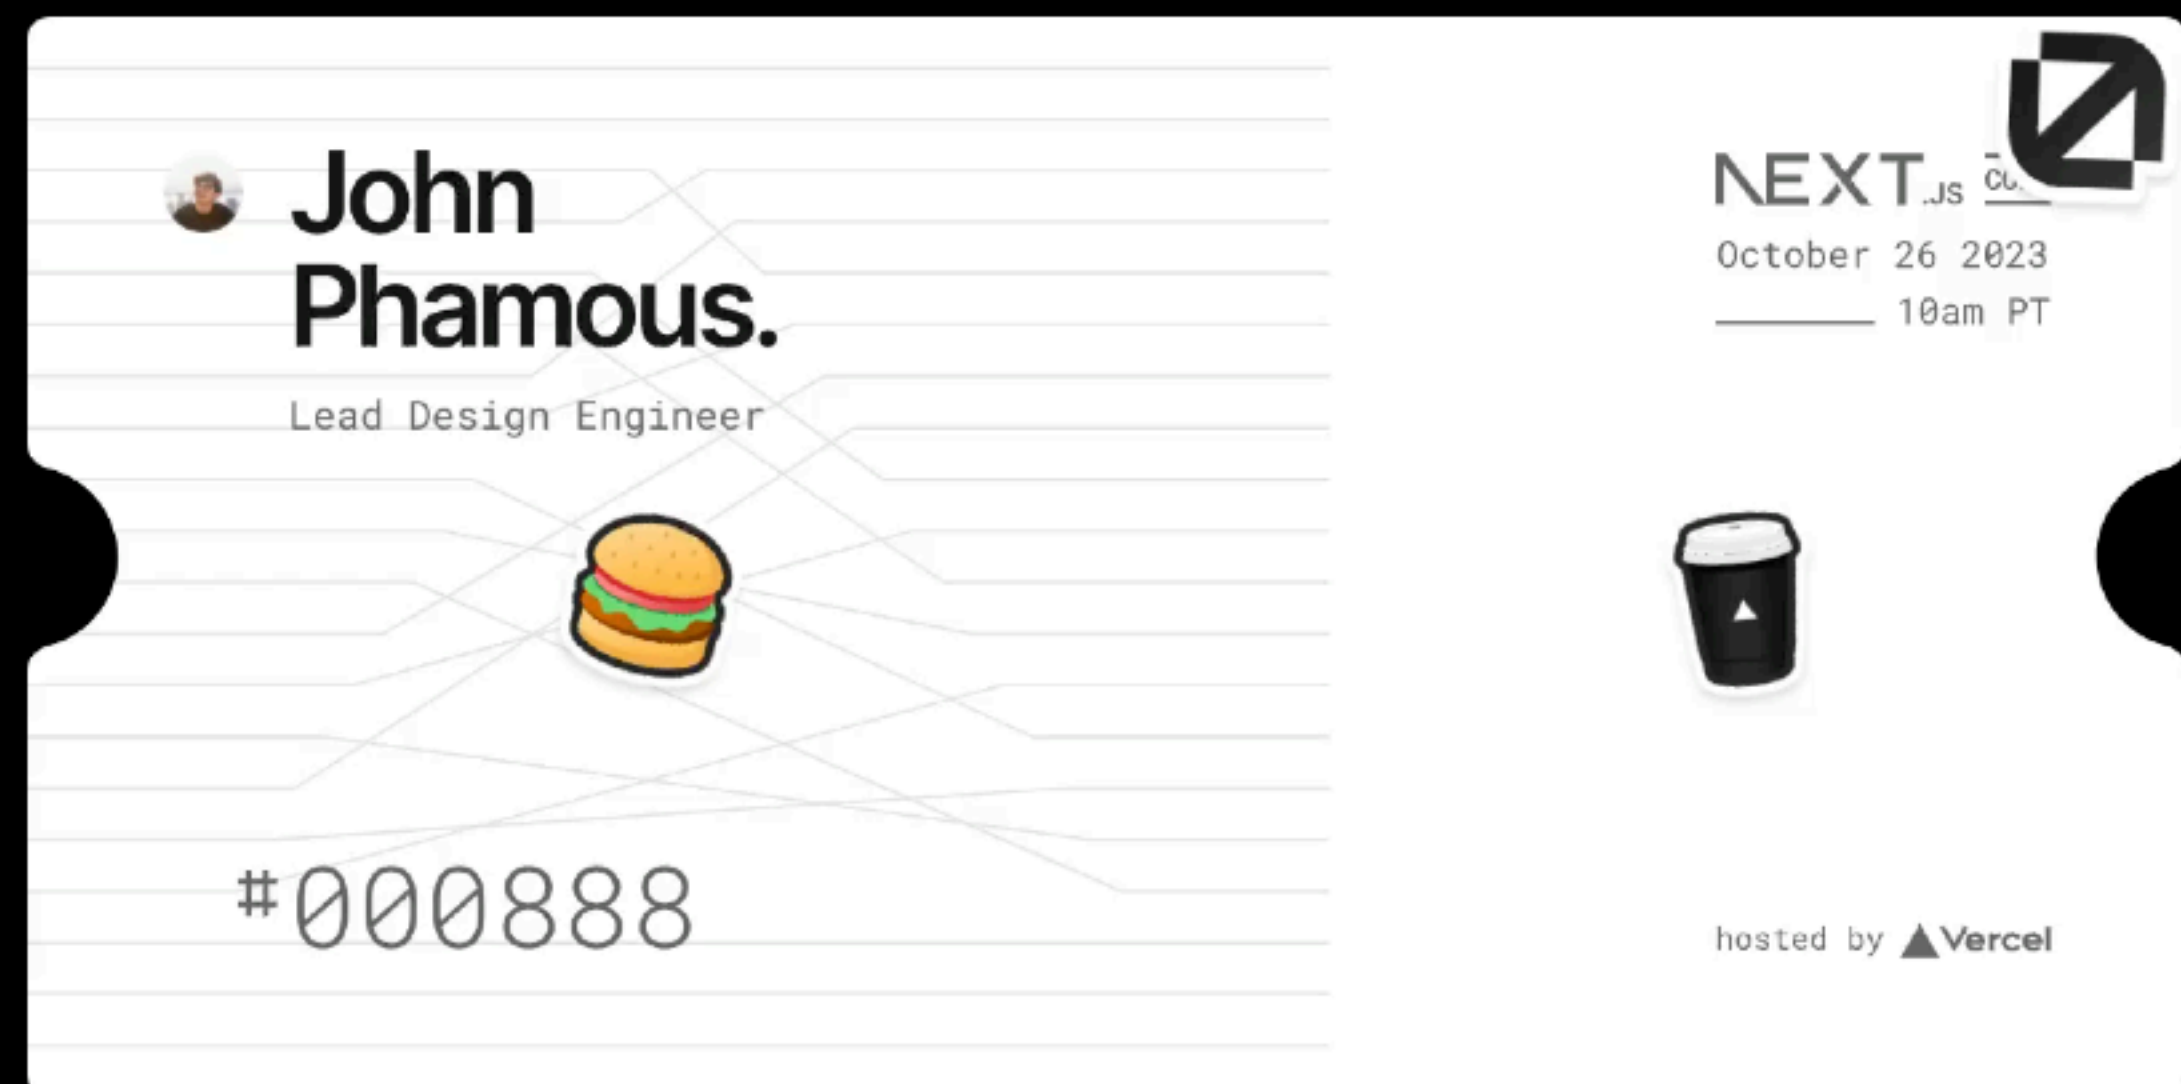 John
Phamous.
Lead Design Engineer
#000888
NEXT.JS
October 26 2023
10am PT
hosted by Vercel